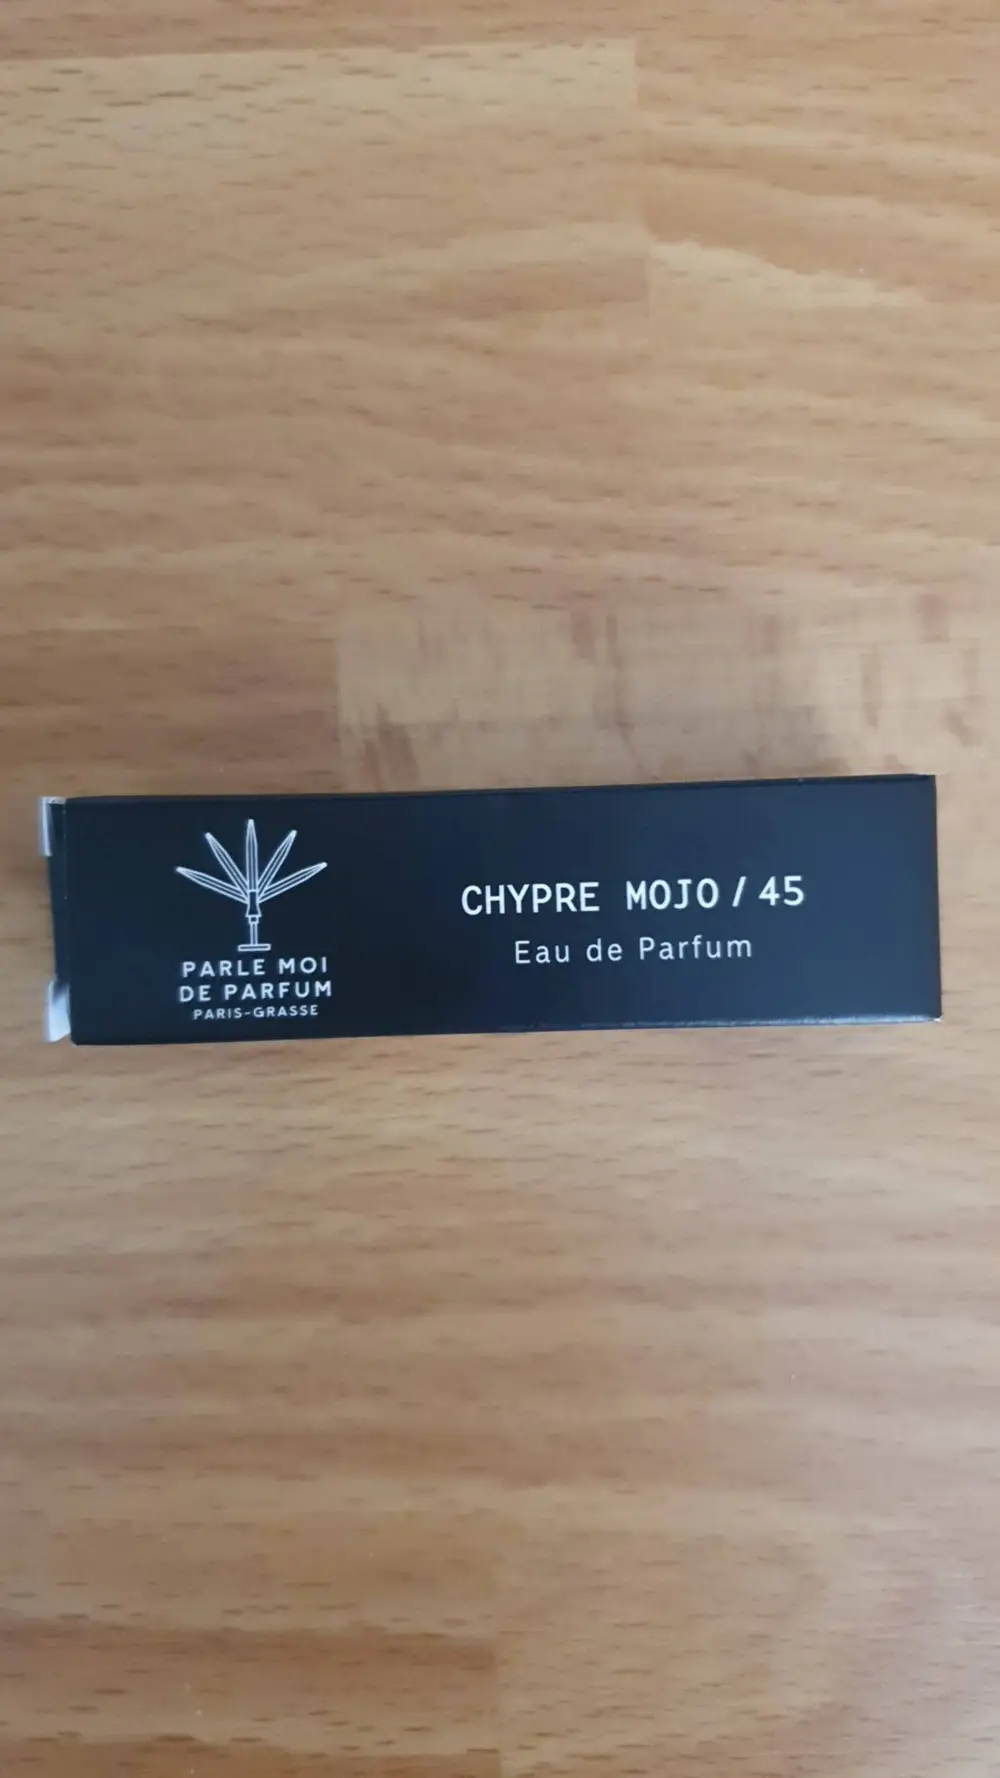 PARLE MOI
DE PARFUM
PARIS-GRASSE
CHYPRE MOJO / 45
Eau de Parfum